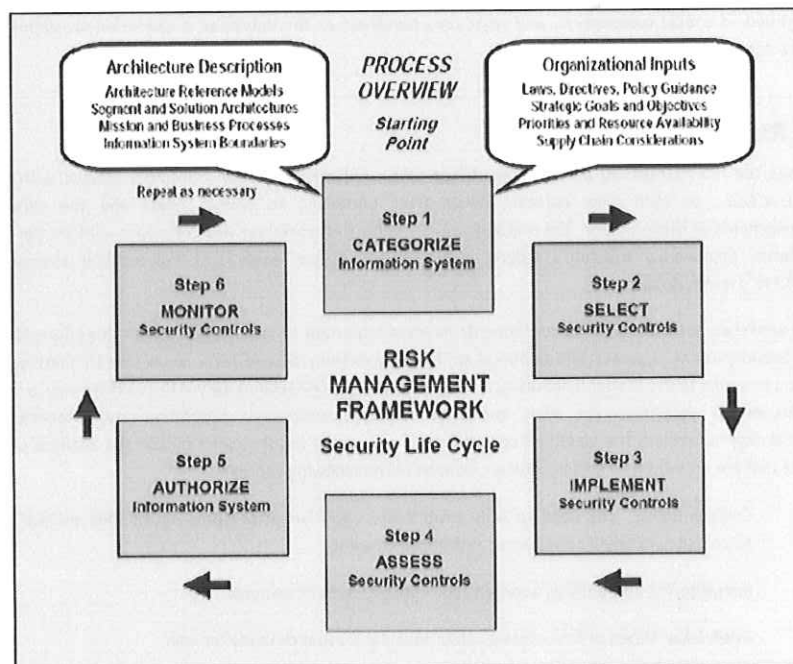 Architecture Description
Architecture Reference Models
Segment and Solution Architectures
Mission and Business Processes
Information System Boundaries
PROCESS
OVERVIEW
Starting
Point
Organizational Inputs
Laws, Directives, Policy Guidance
Strategic Goals and Objectives
Priorities and Resource Availability
Supply Chain Considerations
Repeat as necessary
Step 1
CATEGORIZE
Information System
Step 2
SELECT
Security Controls
Step 3
IMPLEMENT
Security Controls
Step 4
ASSESS
Security Controls
Step 5
AUTHORIZE
Information System
Step 6
MONITOR
Security Controls
RISK
MANAGEMENT
FRAMEWORK
Security Life Cycle